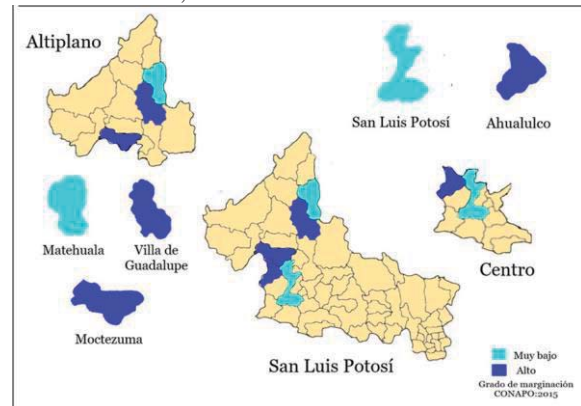 Altiplano
San Luis Potosí
Ahualulco
Matehuala
Villa de
Guadalupe
Moctezuma
Centro
San Luis Potosí
Muy bajo
Alto
Grado de marginación
CONAPO:2015